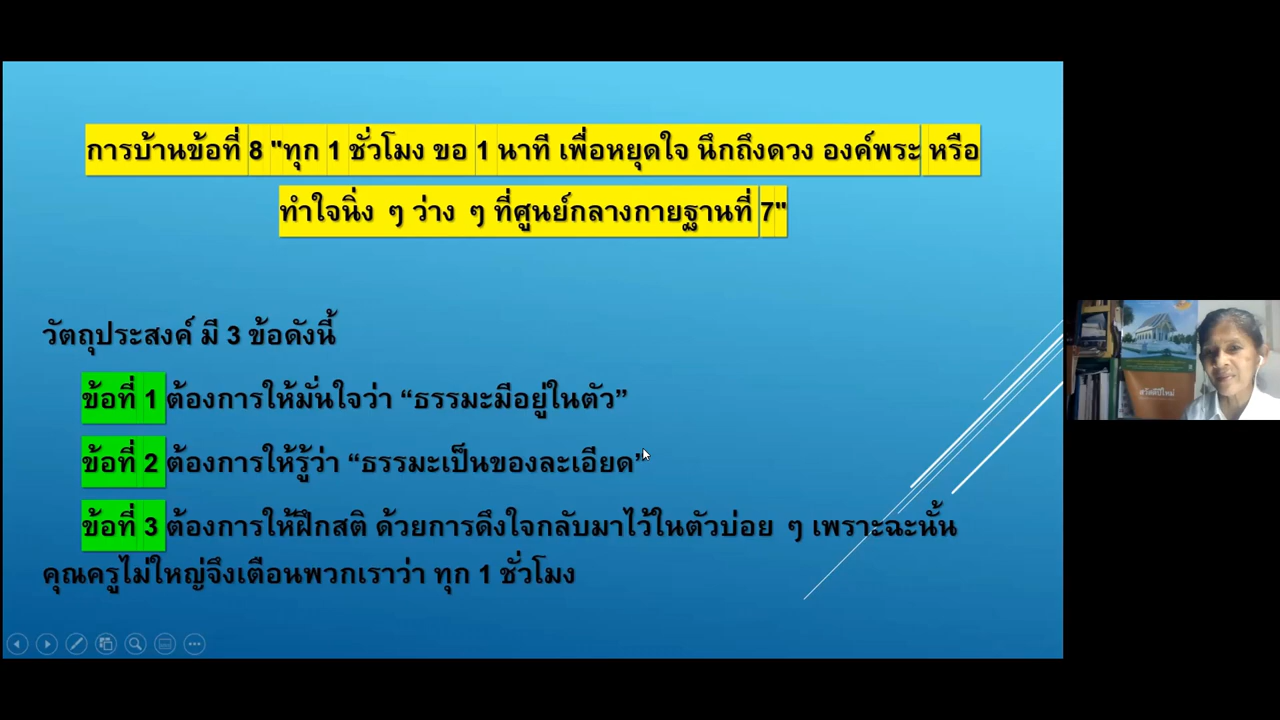 การบ้านข้อที่ 8 "ทุก 1 ชั่วโมง ขอ 1 นาที เพื่อหยุดใจ นึกถึงดวง องค์พระ หรือ
ทำใจนิ่ง ๆ ว่าง ๆ ที่ศูนย์กลางกายฐานที่ 7"
วัตถุประสงค์ มี 3 ข้อดังนี้
ข้อที่ 1 ต้องการให้มั่นใจว่า “ธรรมะมีอยู่ในตัว”
ข้อที่ 2 ต้องการให้รู้ว่า “ธรรมะเป็นของละเอียด”
ข้อที่ 3 ต้องการให้ฝึกสติ ด้วยการดึงใจกลับมาไว้ในตัวบ่อย ๆ เพราะฉะนั้น
คุณครูไม่ใหญ่จึงเตือนพวกเราว่า ทุก 1 ชั่วโมง
สวัสดีปีใหม่